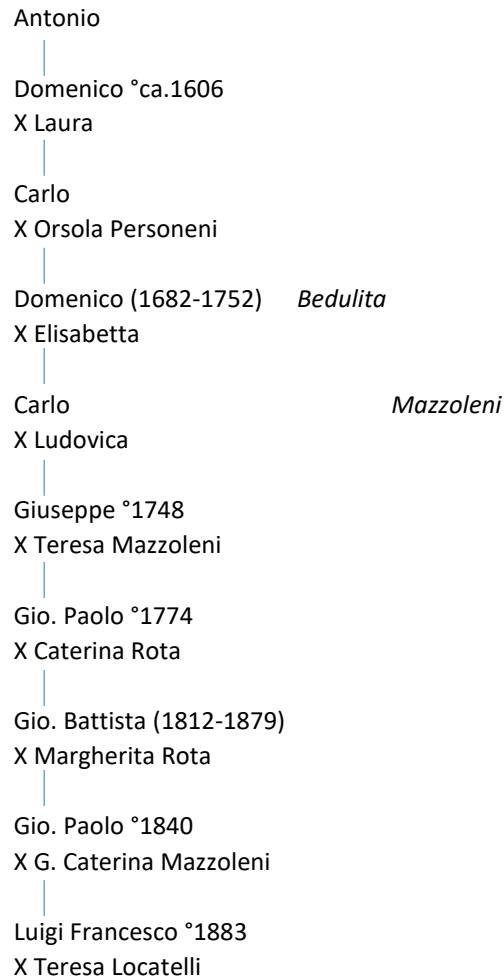 Antonio
Domenico °ca.1606
X Laura
Carlo
X Orsola Personeni
Domenico (1682-1752) Bedulita
X Elisabetta
Carlo Mazzoleni
X Ludovica
Giuseppe °1748
X Teresa Mazzoleni
Gio. Paolo °1774
X Caterina Rota
Gio. Battista (1812-1879)
X Margherita Rota
Gio. Paolo °1840
X G. Caterina Mazzoleni
Luigi Francesco °1883
X Teresa Locatelli